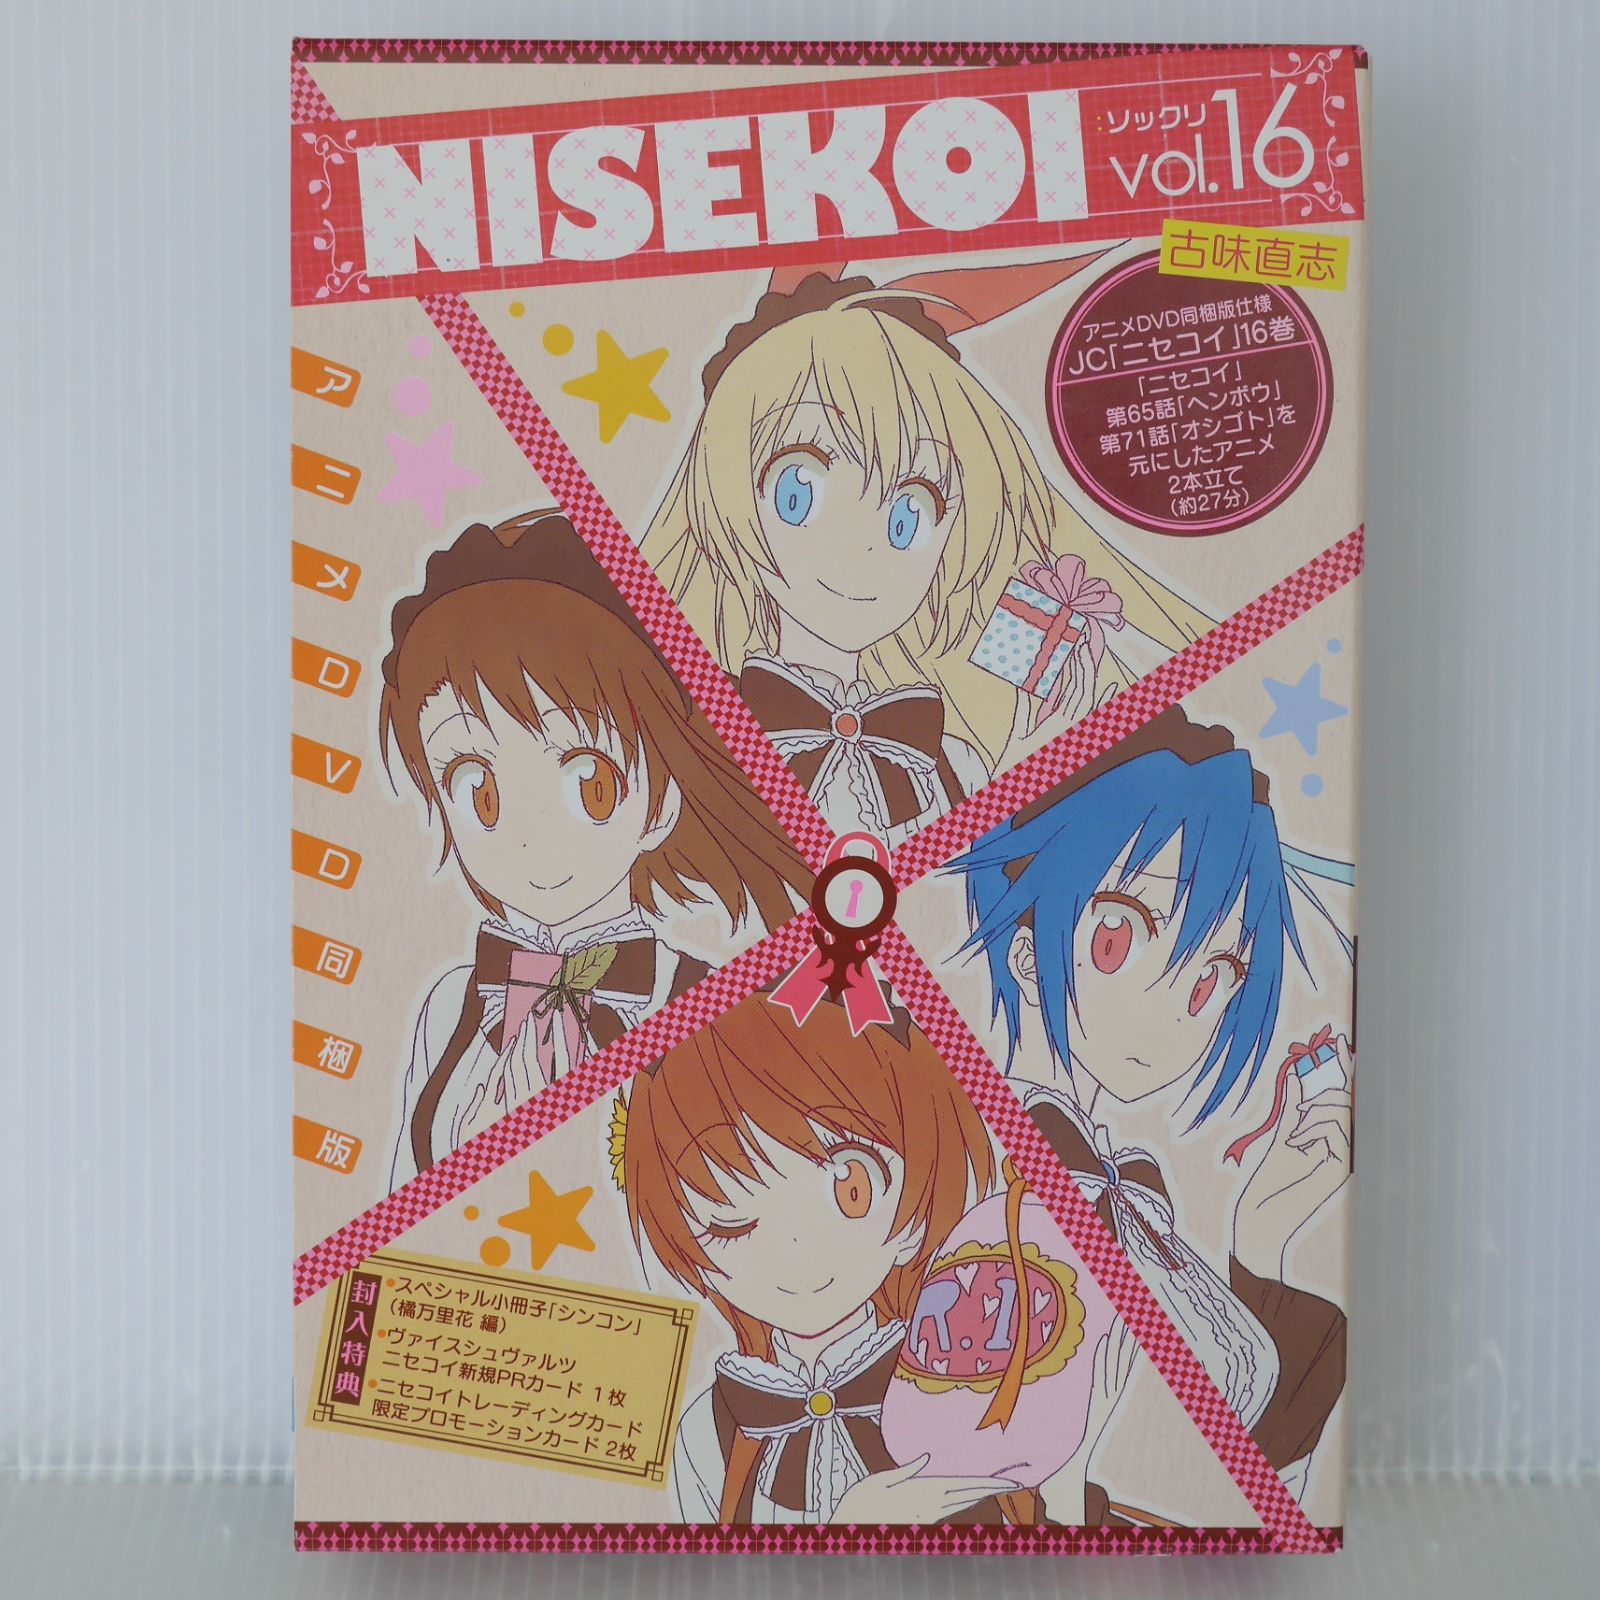 NISEKOI
:ソックリ
vol.16
古味直志
アニメDVD同梱版仕様
JC「ニセコイ」16巻
「ニセコイ」
第65話「ヘンボウ」
第71話「オシゴト」を
元にしたアニメ
2本立て
(約27分)
アニメDVD同梱版
R.I
封入特典
●スペシャル小冊子「シンコン」
(橘万里花 編)
●ヴァイスシュヴァルツ
ニセコイ新規PRカード 1枚
●ニセコイトレーディングカード
限定プロモーションカード 2枚